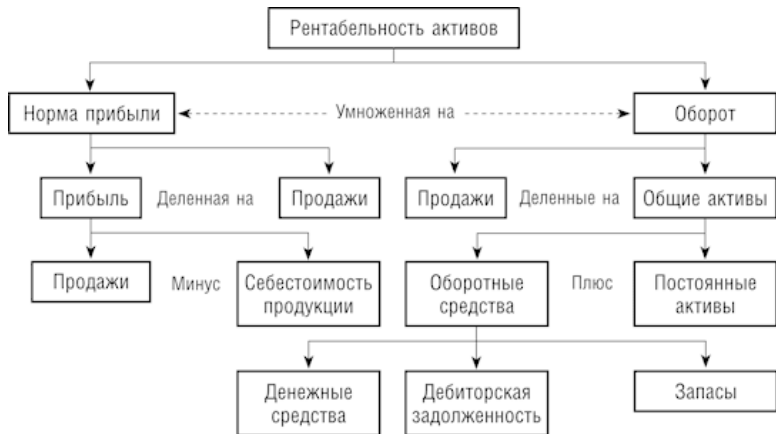 Рентабельность активов
Норма прибыли
Умноженная на
Оборот
Прибыль
Деленная на
Продажи
Продажи
Деленные на
Общие активы
Продажи
Минус
Себестоимость
продукции
Оборотные
средства
Плюс
Постоянные
активы
Денежные
средства
Дебиторская
задолженность
Запасы